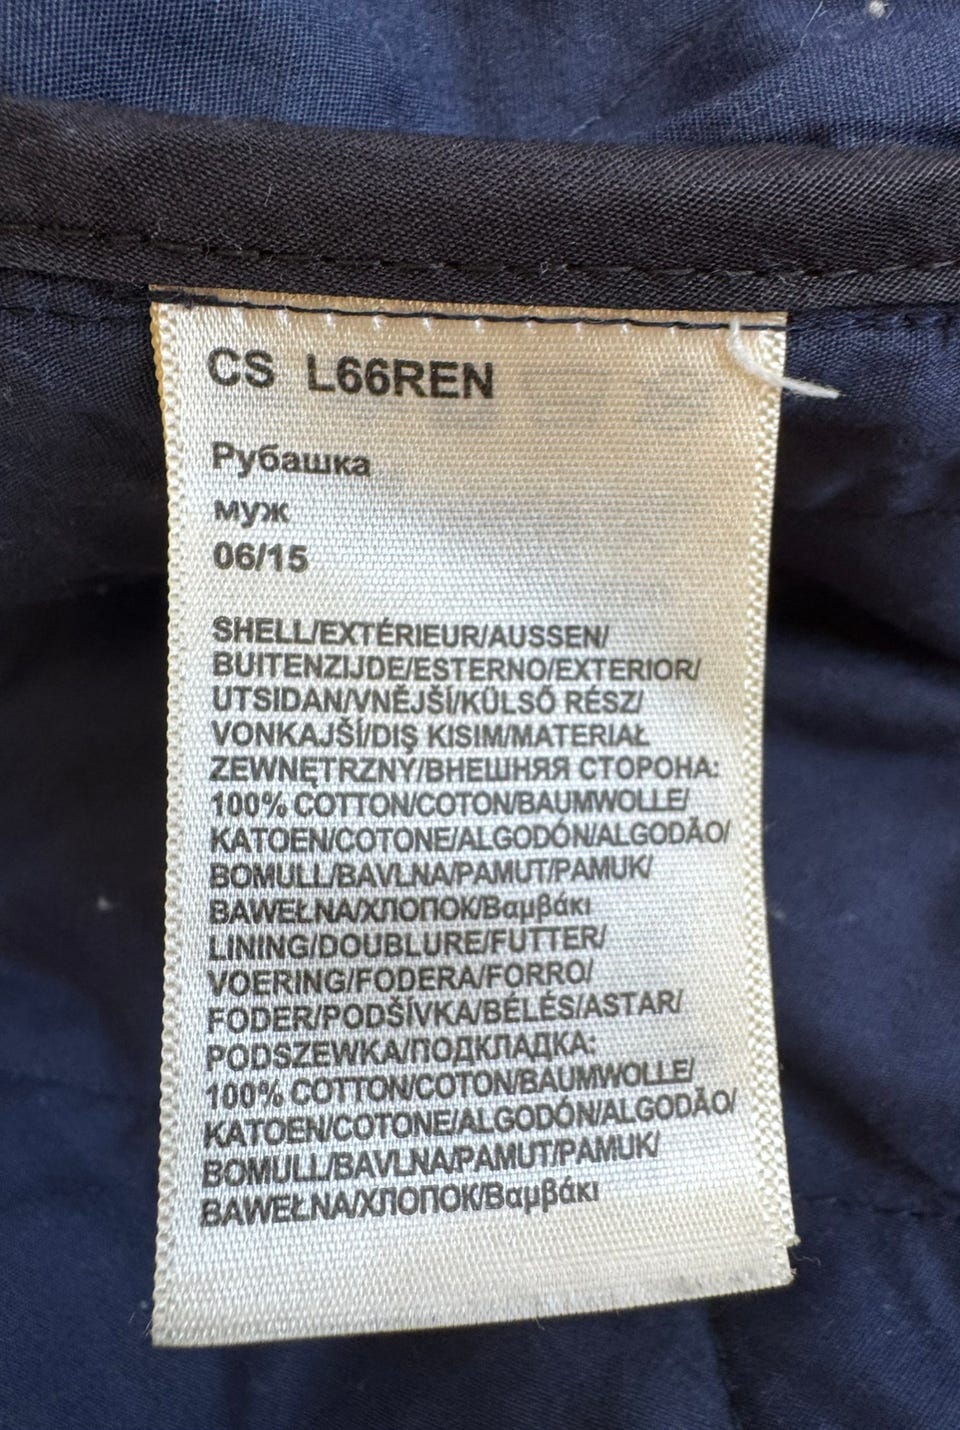 CS L66REN
Рубашка
муж
06/15
SHELL/EXTÉRIEUR/AUSSEN/
BUITENZIJDE/ESTERNO/EXTERIOR/
UTSIDAN/VNĚJŠÍ/KÜLSŐ RÉSZ/
VONKAJŠÍ/DIŞ KISIM/MATERIAŁ
ZEWNĘTRZNY/ВНЕШНЯЯ СТОРОНА:
100% COTTON/COTON/BAUMWOLLE/
KATOEN/COTONE/ALGODÓN/ALGODÃO/
BOMULL/BAVLNA/PAMUT/PAMUK/
BAWEŁNA/ХЛОПОК/Βαμβάκι
LINING/DOUBLURE/FUTTER/
VOERING/FODERA/FORRO/
FODER/PODŠÍVKA/BÉLÉS/ASTAR/
PODSZEWKA/ПОДКЛАДКА:
100% COTTON/COTON/BAUMWOLLE/
KATOEN/COTONE/ALGODÓN/ALGODÃO/
BOMULL/BAVLNA/PAMUT/PAMUK/
BAWEŁNA/ХЛОПОК/Βαμβάκι